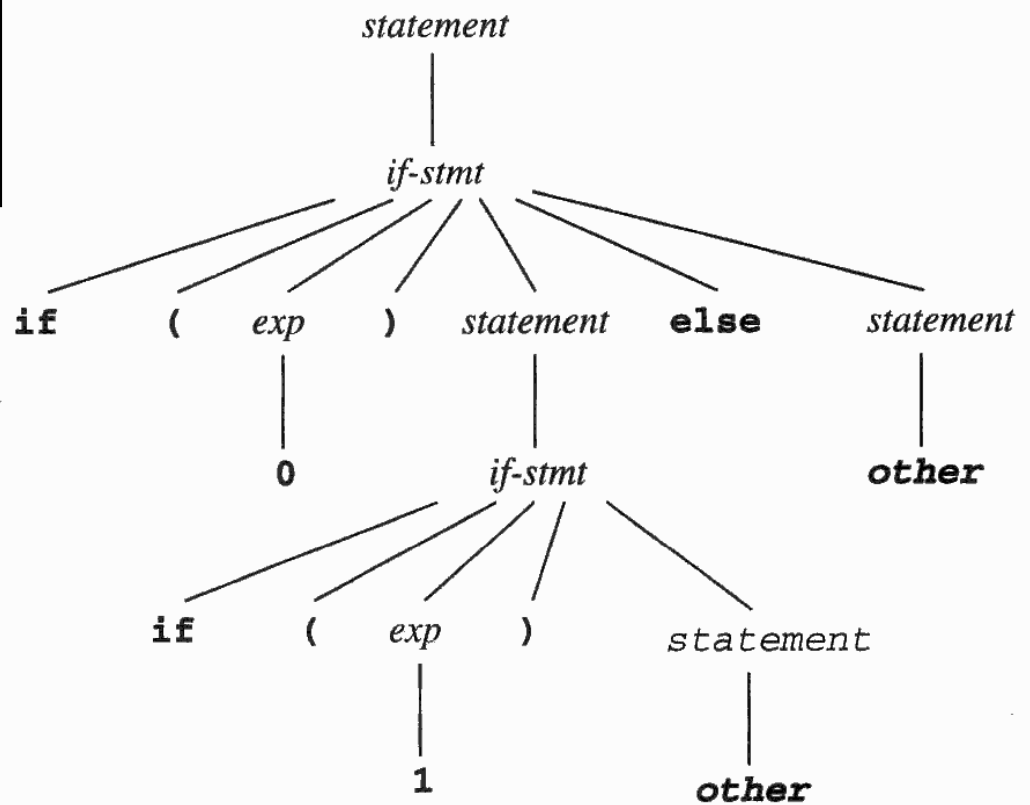 statement
if-stmt
if ( exp ) statement else statement
0 if-stmt other
if ( exp ) statement
1 other